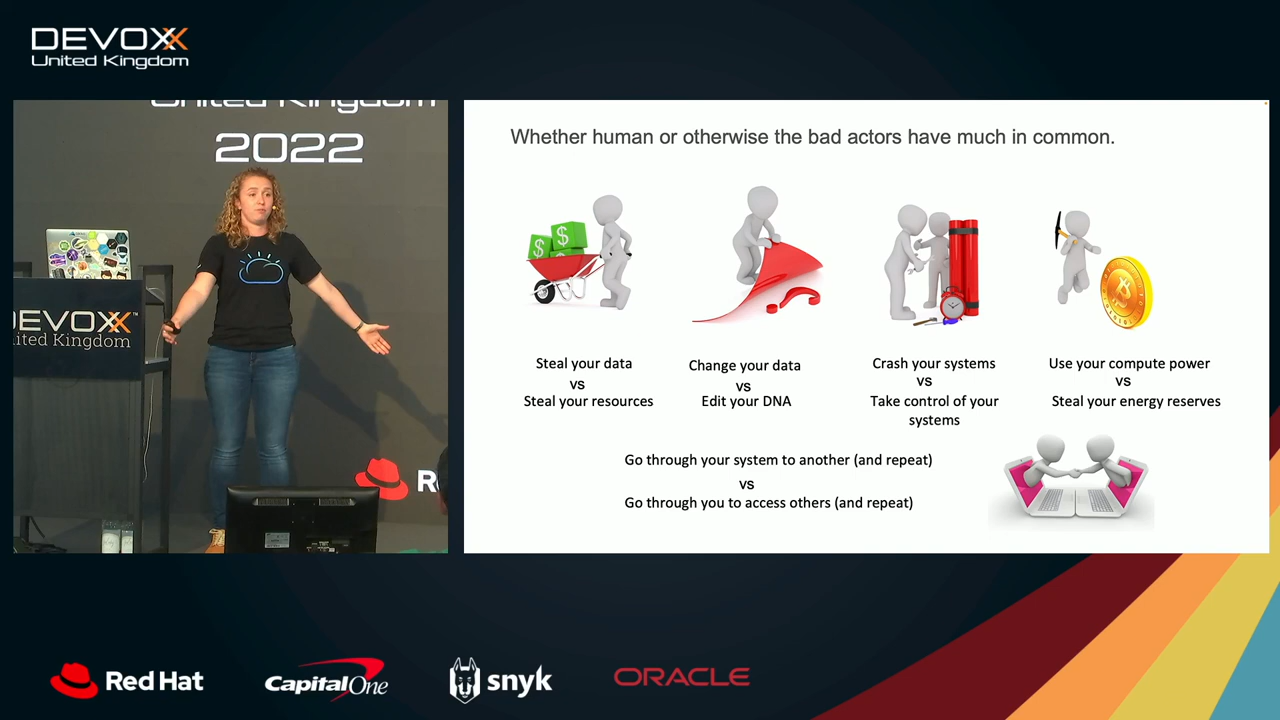 DEVOXX
United Kingdom
United Kingdom
2022
DEVOXX™
United Kingdom
R
Whether human or otherwise the bad actors have much in common.
$ $
Steal your data
vs
Steal your resources
Change your data
vs
Edit your DNA
Crash your systems
vs
Take control of your
systems
Use your compute power
vs
Steal your energy reserves
Go through your system to another (and repeat)
vs
Go through you to access others (and repeat)
Red Hat
Capital One
snyk
ORACLE